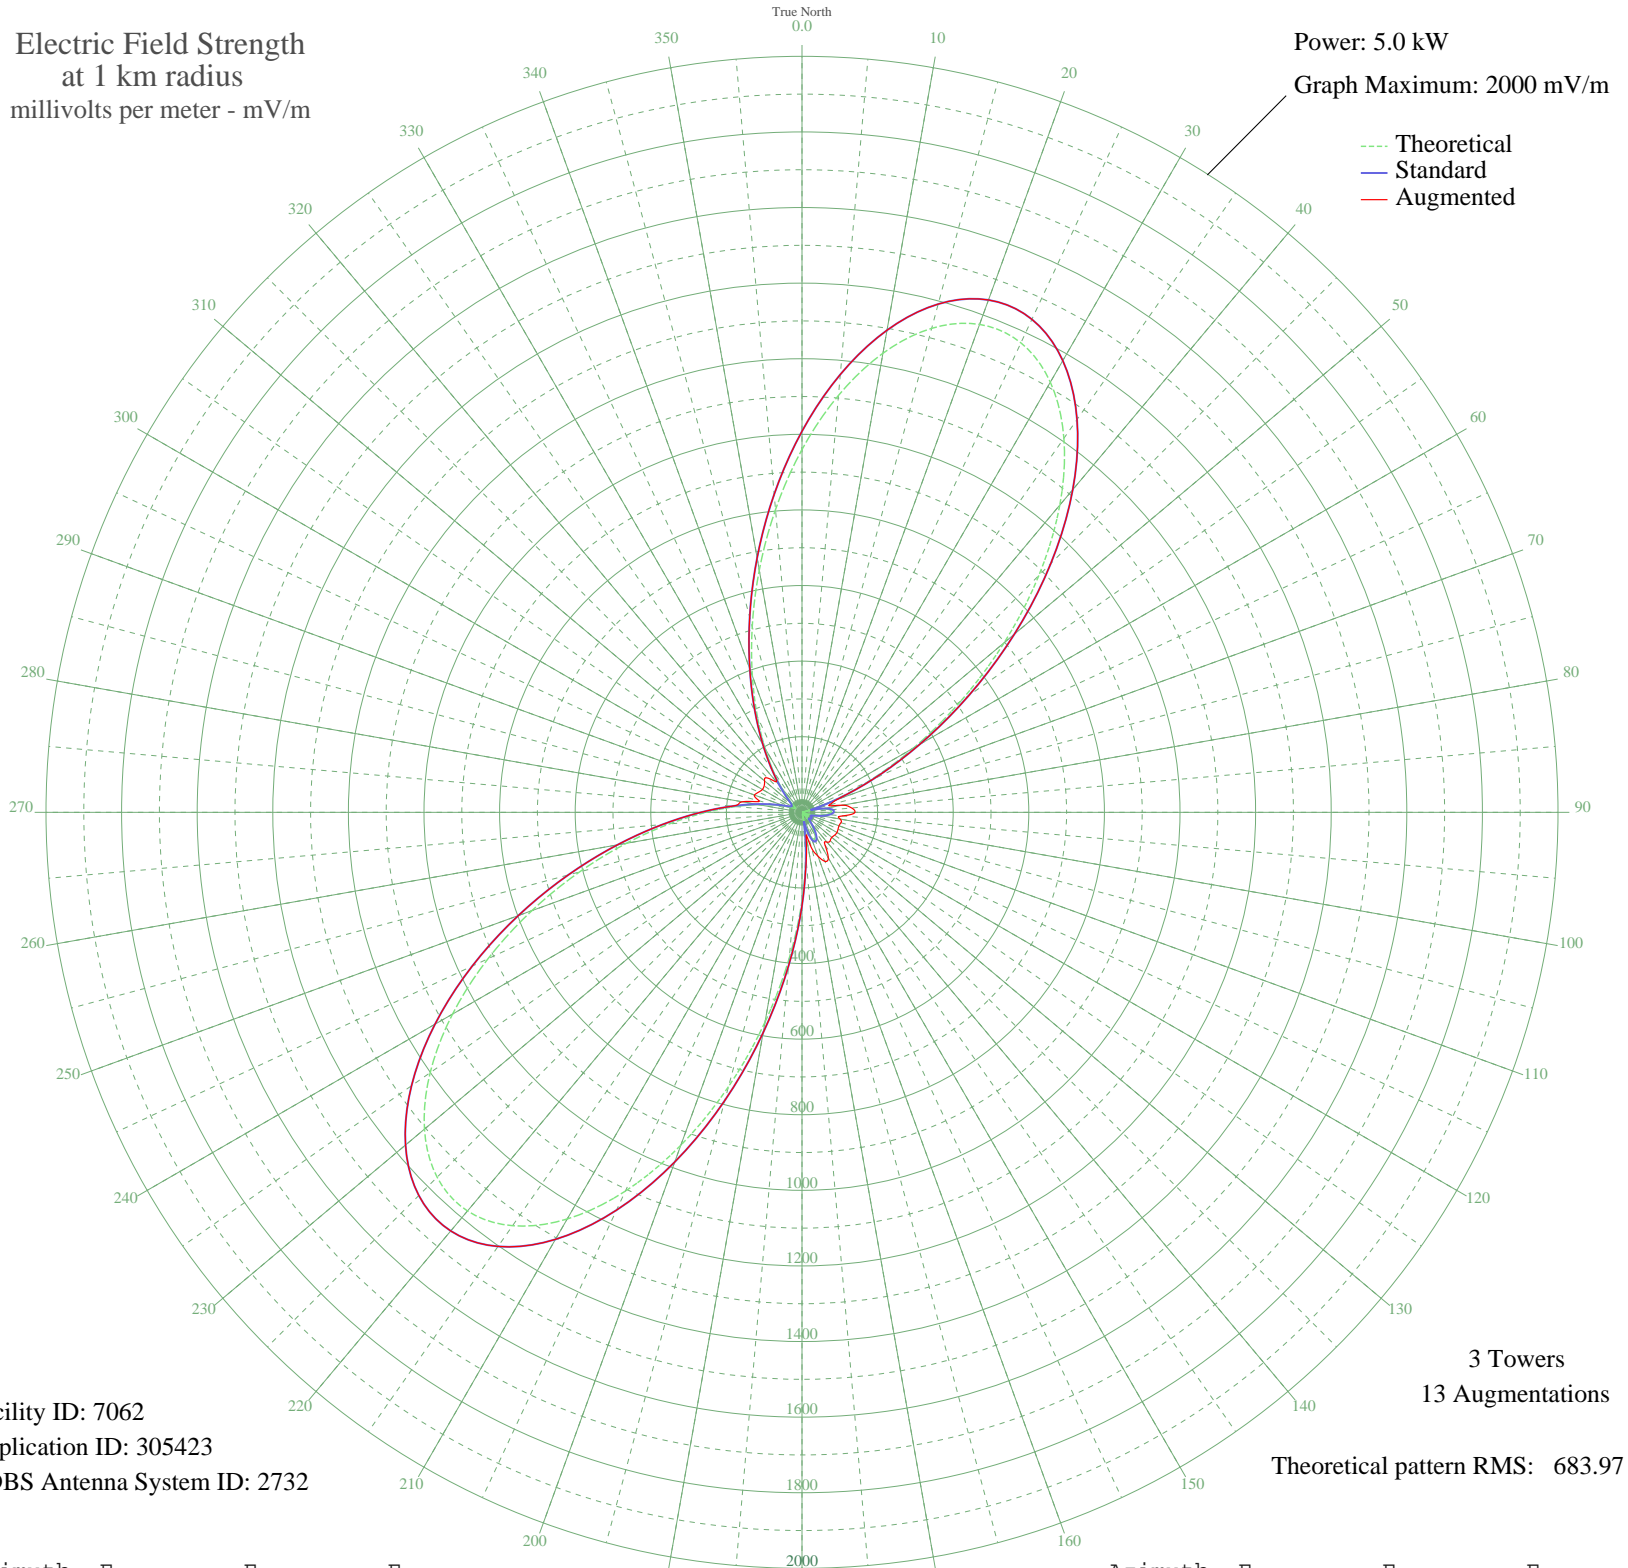 True North
0.0
Electric Field Strength
at 1 km radius
millivolts per meter - mV/m
Power: 5.0 kW
Graph Maximum: 2000 mV/m
Theoretical
Standard
Augmented
10
20
30
40
50
60
70
80
90
100
110
120
130
140
150
160
200
210
220
230
240
250
260
270
280
290
300
310
320
330
340
350
400
600
800
1000
1200
1400
1600
1800
2000
3 Towers
13 Augmentations
Theoretical pattern RMS: 683.97
cility ID: 7062
plication ID: 305423
DBS Antenna System ID: 2732